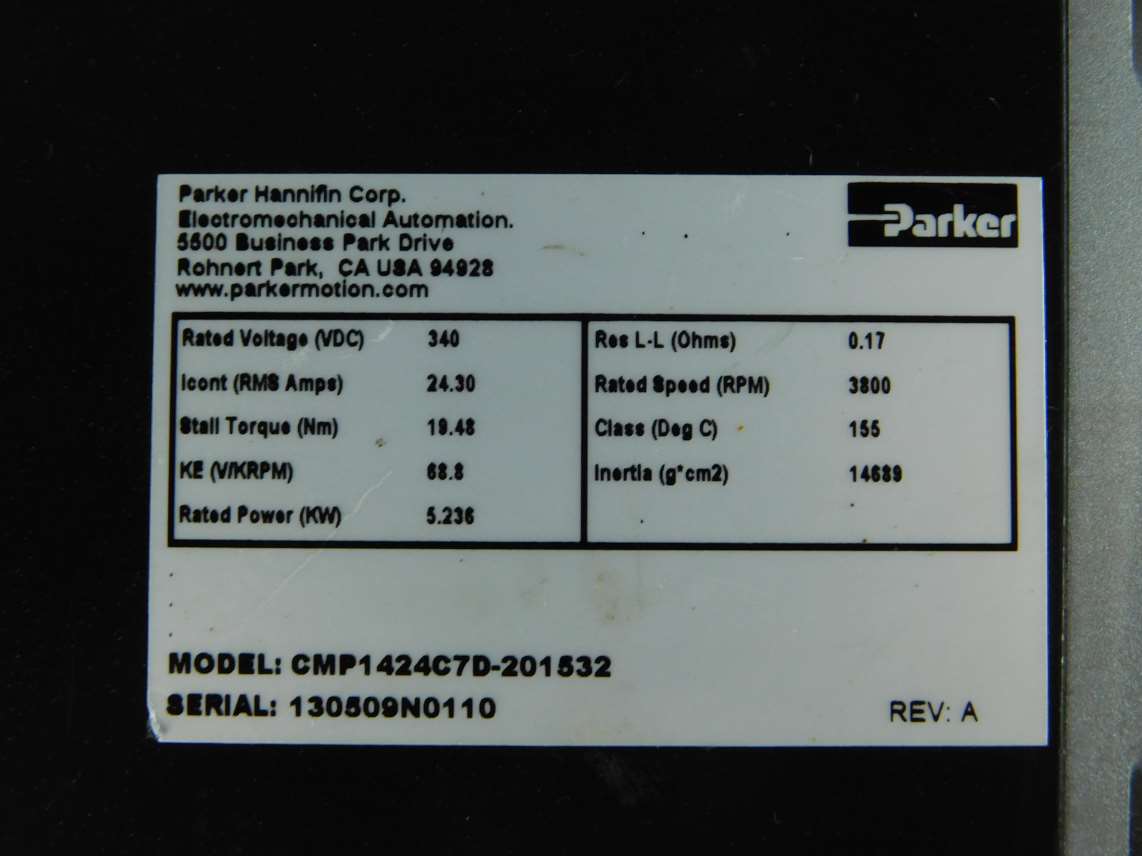 Parker Hannifin Corp.
Electromechanical Automation.
5500 Business Park Drive
Rohnert Park, CA USA 94928
www.parkermotion.com
Parker
Rated Voltage (VDC) 340
Icont (RMS Amps) 24.30
Stall Torque (Nm) 19.48
KE (V/KRPM) 68.8
Rated Power (KW) 5.236
Res L-L (Ohms) 0.17
Rated Speed (RPM) 3800
Class (Deg C) 155
Inertia (g*cm2) 14689
MODEL: CMP1424C7D-201532
SERIAL: 130509N0110
REV: A